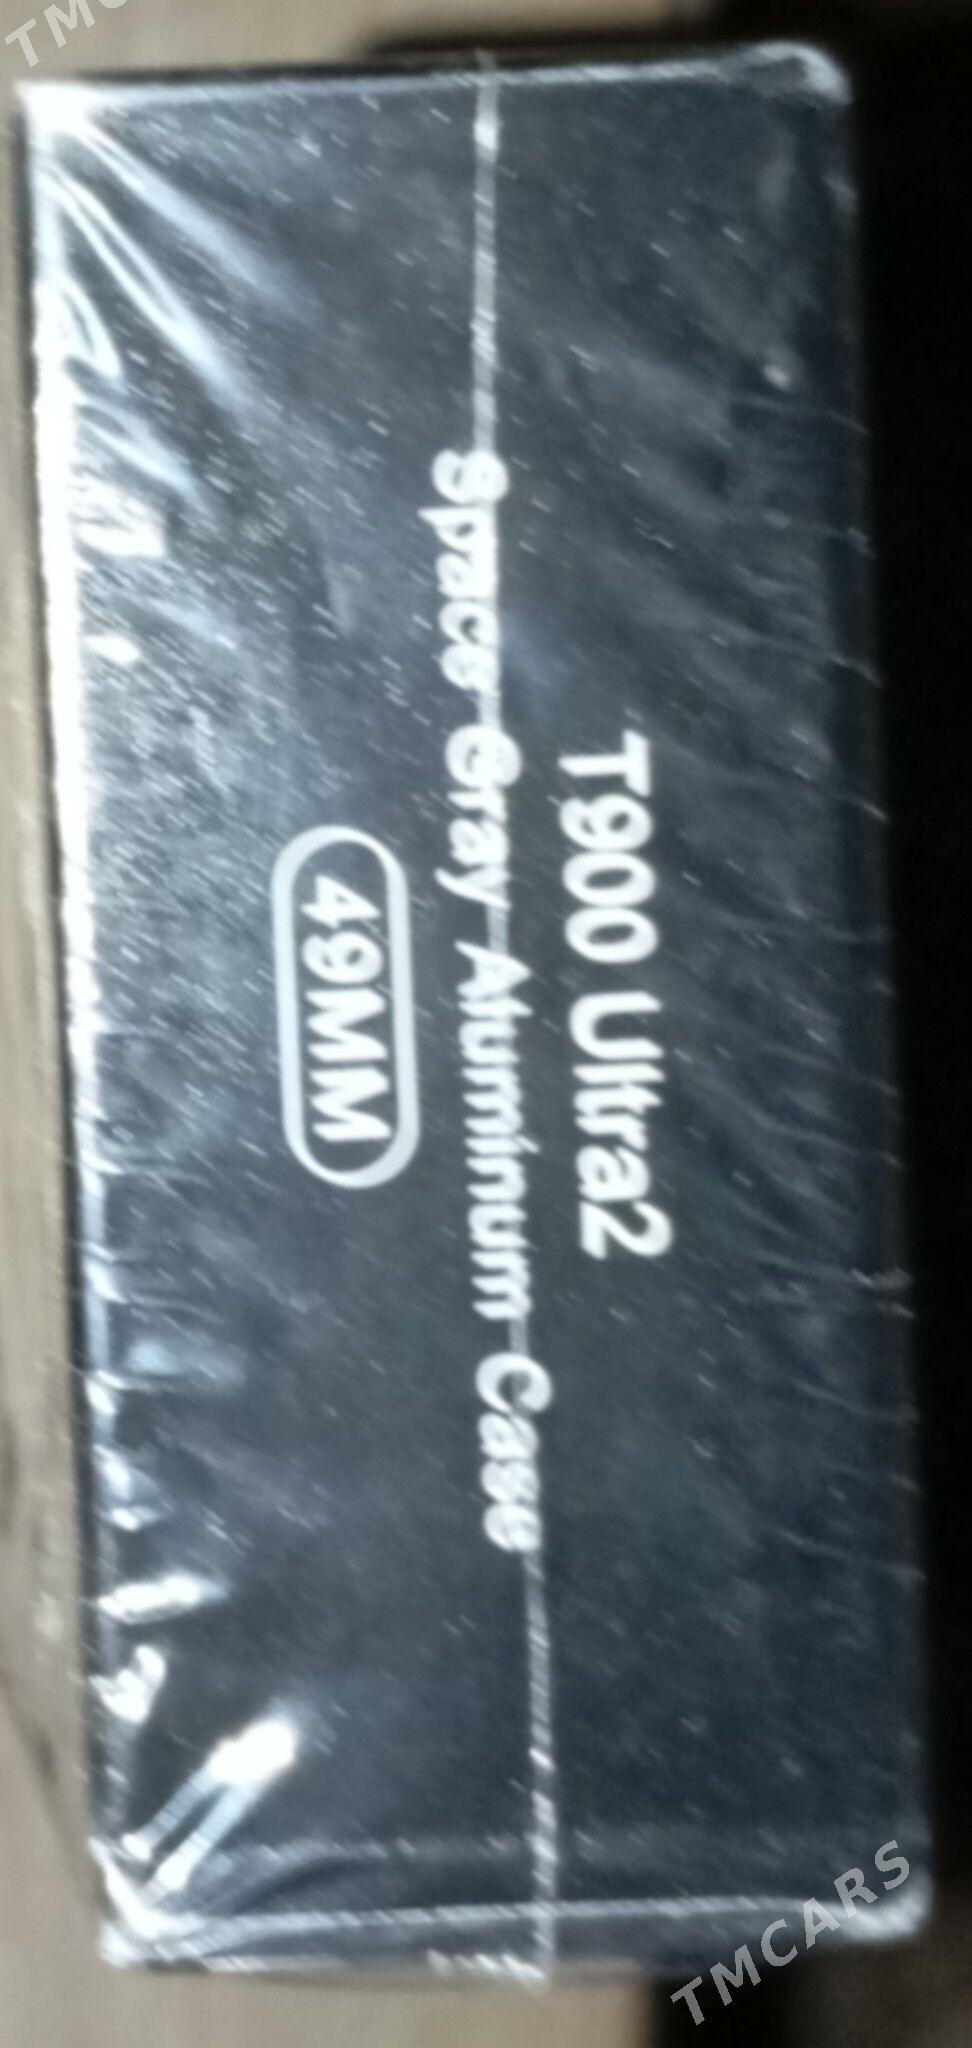 T900 Ultra2
Space Gray Aluminum Case
49MM
TMCARS